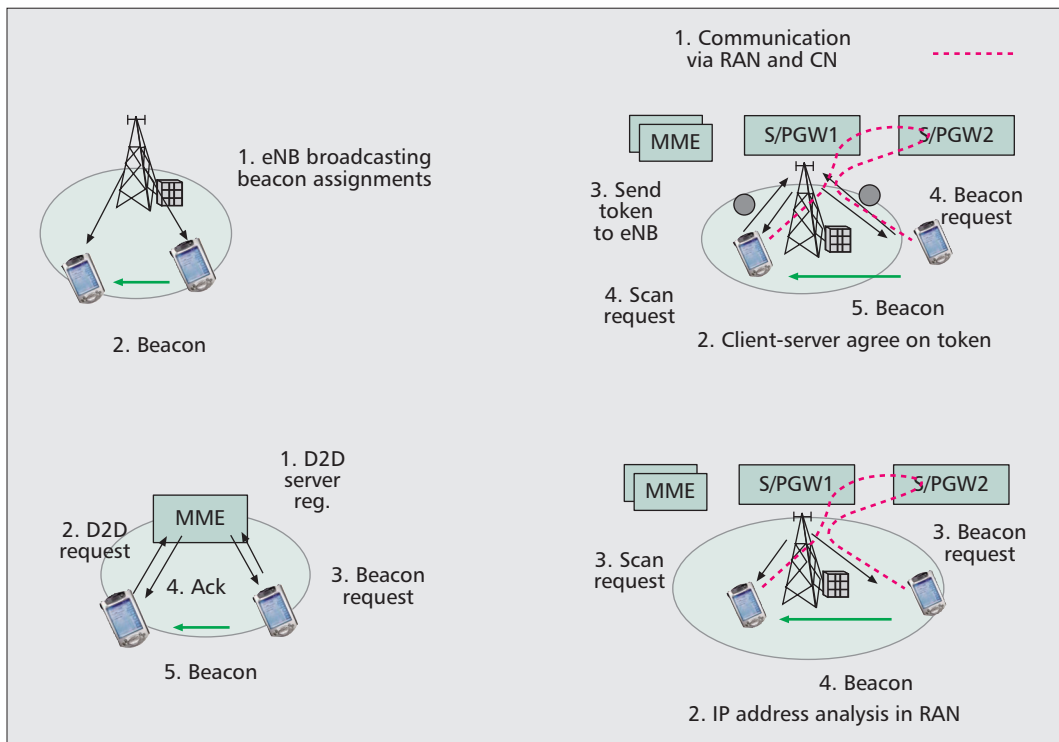 1. eNB broadcasting
beacon assignments
2. Beacon
1. Communication
via RAN and CN
MME
S/PGW1
S/PGW2
3. Send
token
to eNB
4. Beacon
request
4. Scan
request
5. Beacon
2. Client-server agree on token
1. D2D
server
reg.
MME
2. D2D
request
4. Ack
3. Beacon
request
5. Beacon
MME
S/PGW1
S/PGW2
3. Scan
request
3. Beacon
request
4. Beacon
2. IP address analysis in RAN